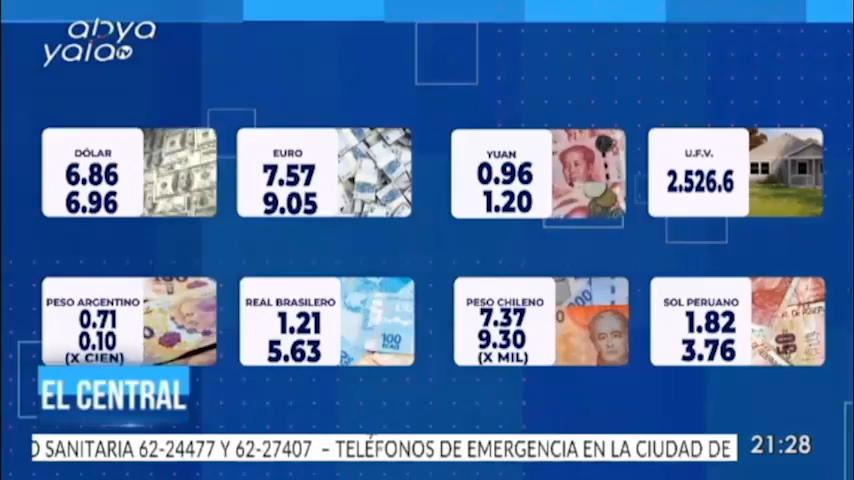 abya
yala tv
DÓLAR
6.86
6.96
EURO
7.57
9.05
YUAN
0.96
1.20
U.F.V.
2.526.6
PESO ARGENTINO
0.71
0.10
(X CIEN)
REAL BRASILERO
1.21
5.63
PESO CHILENO
7.37
9.30
(X MIL)
SOL PERUANO
1.82
3.76
EL CENTRAL
O SANITARIA 62-24477 Y 62-27407 – TELÉFONOS DE EMERGENCIA EN LA CIUDAD DE
21:28